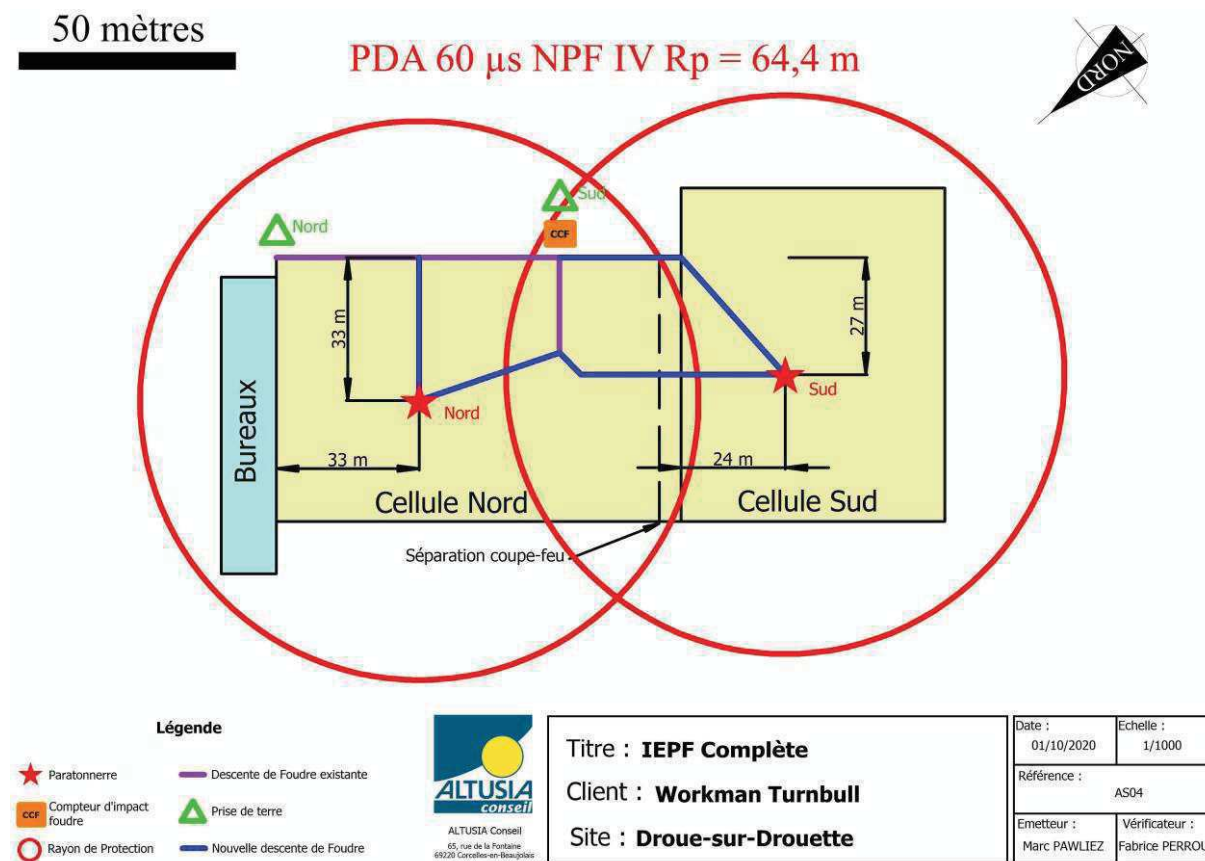 50 mètres
PDA 60 µs NPF IV Rp = 64,4 m
NORD
Sud
CCF
Nord
33 m
27 m
Bureaux
Nord
Sud
33 m
24 m
Cellule Nord
Cellule Sud
Séparation coupe-feu
Légende
Paratonnerre
Descente de Foudre existante
CCF
Compteur d'impact
foudre
Prise de terre
Rayon de Protection
Nouvelle descente de Foudre
ALTUSIA
conseil
ALTUSIA Conseil
65, rue de la Fontaine
69220 Corcelles-en-Beaujolais
Titre : IEPF Complète
Client : Workman Turnbull
Site : Droue-sur-Drouette
Date :
01/10/2020
Echelle :
1/1000
Référence :
AS04
Emetteur :
Marc PAWLIEZ
Vérificateur :
Fabrice PERROU